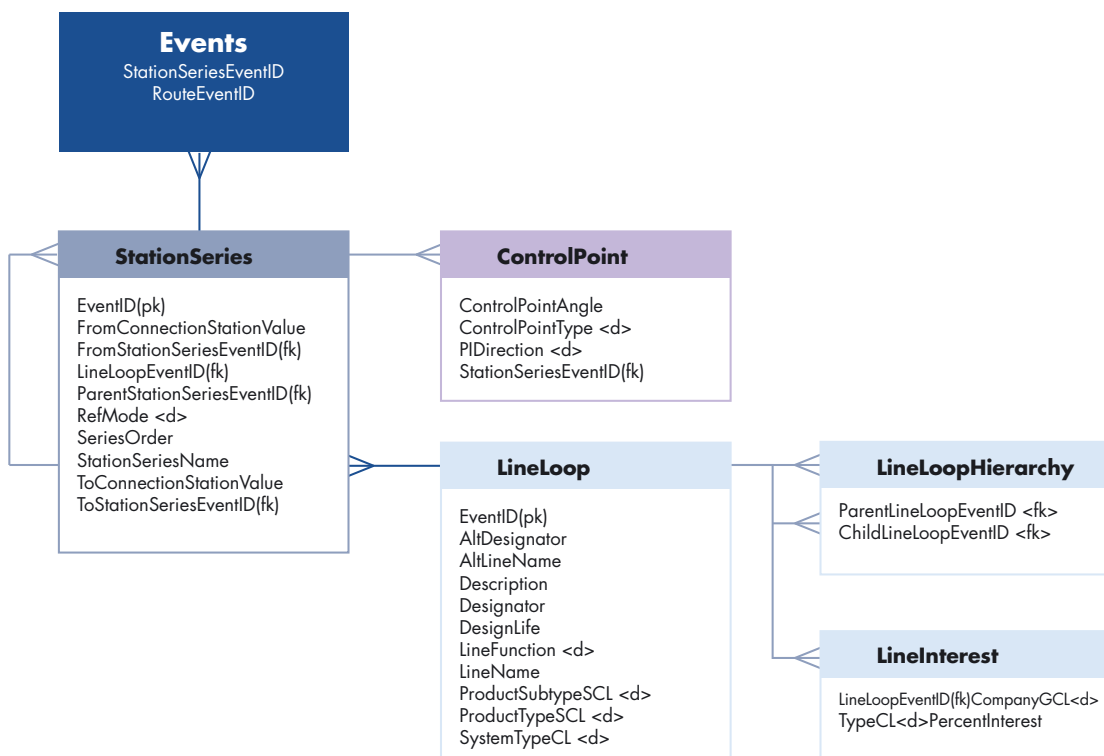 Events
StationSeriesEventID
RouteEventID
StationSeries
EventID(pk)
FromConnectionStationValue
FromStationSeriesEventID(fk)
LineLoopEventID(fk)
ParentStationSeriesEventID(fk)
RefMode <d>
SeriesOrder
StationSeriesName
ToConnectionStationValue
ToStationSeriesEventID(fk)
ControlPoint
ControlPointAngle
ControlPointType <d>
PIDirection <d>
StationSeriesEventID(fk)
LineLoop
EventID(pk)
AltDesignator
AltLineName
Description
Designator
DesignLife
LineFunction <d>
LineName
ProductSubtypeSCL <d>
ProductTypeSCL <d>
SystemTypeCL <d>
LineLoopHierarchy
ParentLineLoopEventID <fk>
ChildLineLoopEventID <fk>
LineInterest
LineLoopEventID(fk)CompanyGCL<d>
TypeCL<d>PercentInterest